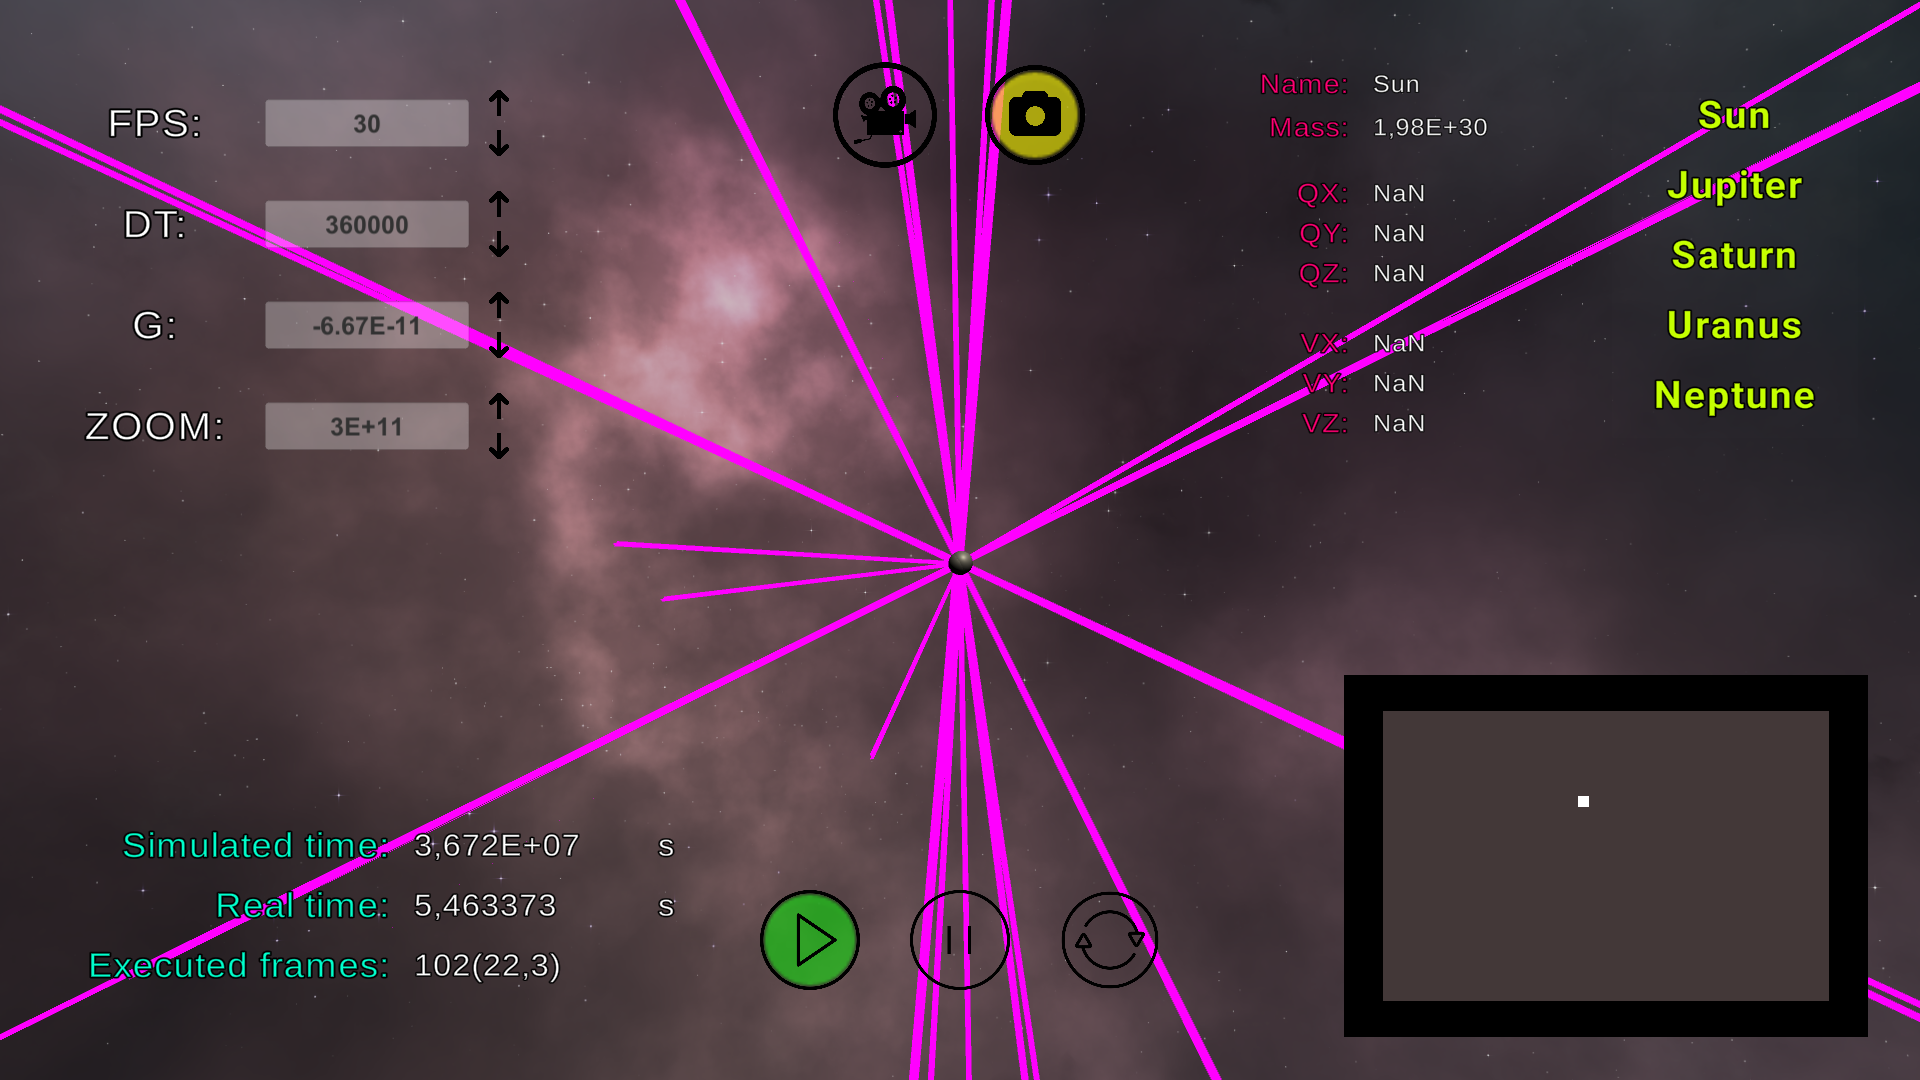 FPS: 30
DT: 360000
G: -6.67E-11
ZOOM: 3E+11
Name: Sun
Mass: 1,98E+30
QX: NaN
QY: NaN
QZ: NaN
VX: NaN
VY: NaN
VZ: NaN
Sun
Jupiter
Saturn
Uranus
Neptune
Simulated time: 3,672E+07 s
Real time: 5,463373 s
Executed frames: 102(22,3)